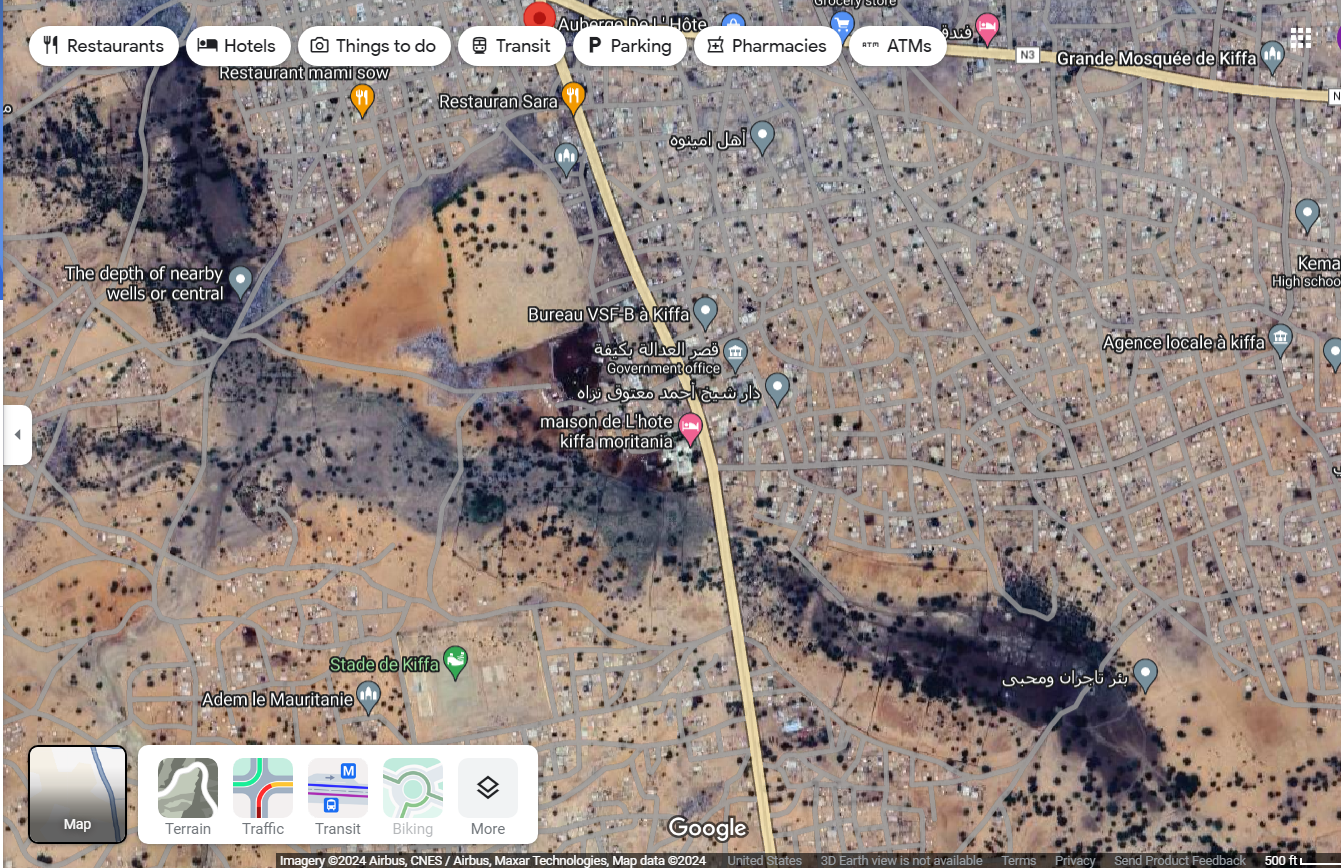 Grocery store
Auberge De L' Hôte
Restaurants
Hotels
Things to do
Transit
Parking
Pharmacies
ATM
ATMs
فندق
N3
Grande Mosquée de Kiffa
Restaurant mami sow
Restauran Sara
أهل امينوه
The depth of nearby
wells or central
Kema
High schoo
Bureau VSF-B à Kiffa
قصر العدالة بكيفة
Government office
Agence locale à kiffa
دار شيخ أحمد معتوق نزاه
maison de L'hote
kiffa moritania
Stade de Kiffa
بئر تاجران ومحبى
Adem le Mauritanie
Map
Terrain
Traffic
M
Transit
Biking
More
Google
Imagery ©2024 Airbus, CNES / Airbus, Maxar Technologies, Map data ©2024
United States
3D Earth view is not available
Terms
Privacy
Send Product Feedback
500 ft